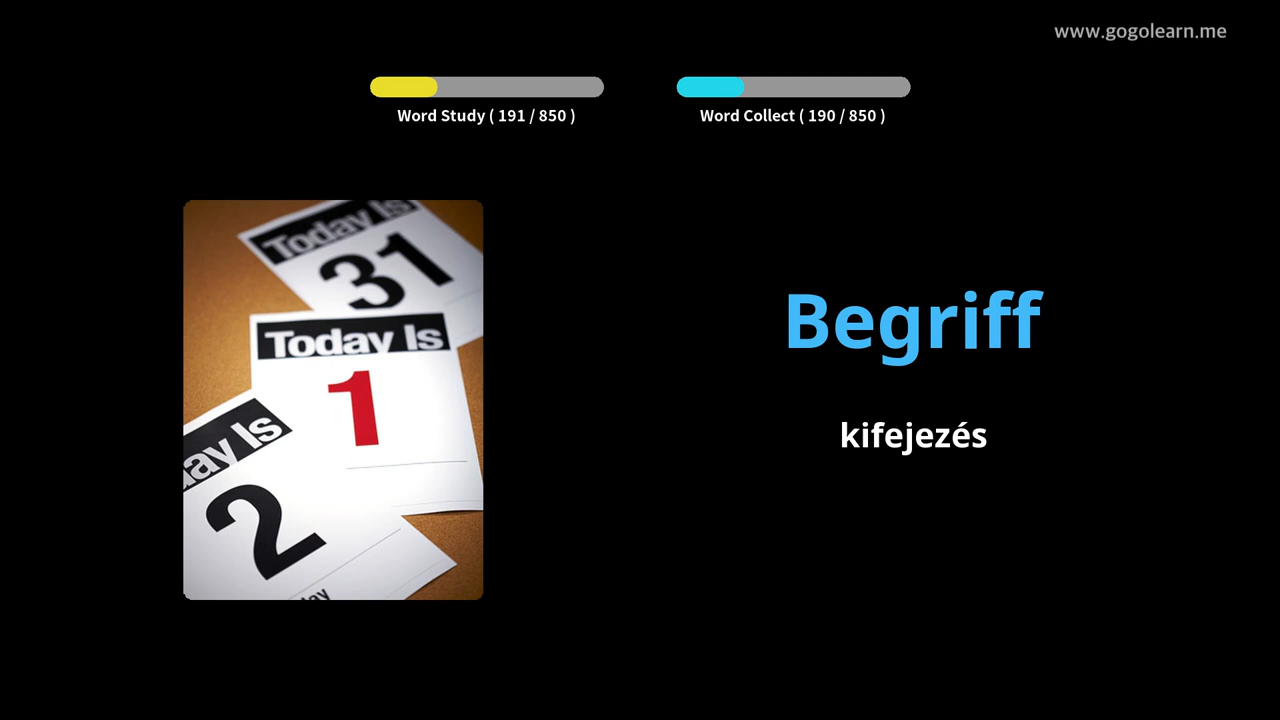 www.gogolearn.me
Word Study ( 191 / 850 )
Word Collect ( 190 / 850 )
Today Is
31
Today Is
1
ay Is
2
Begriff
kifejezés